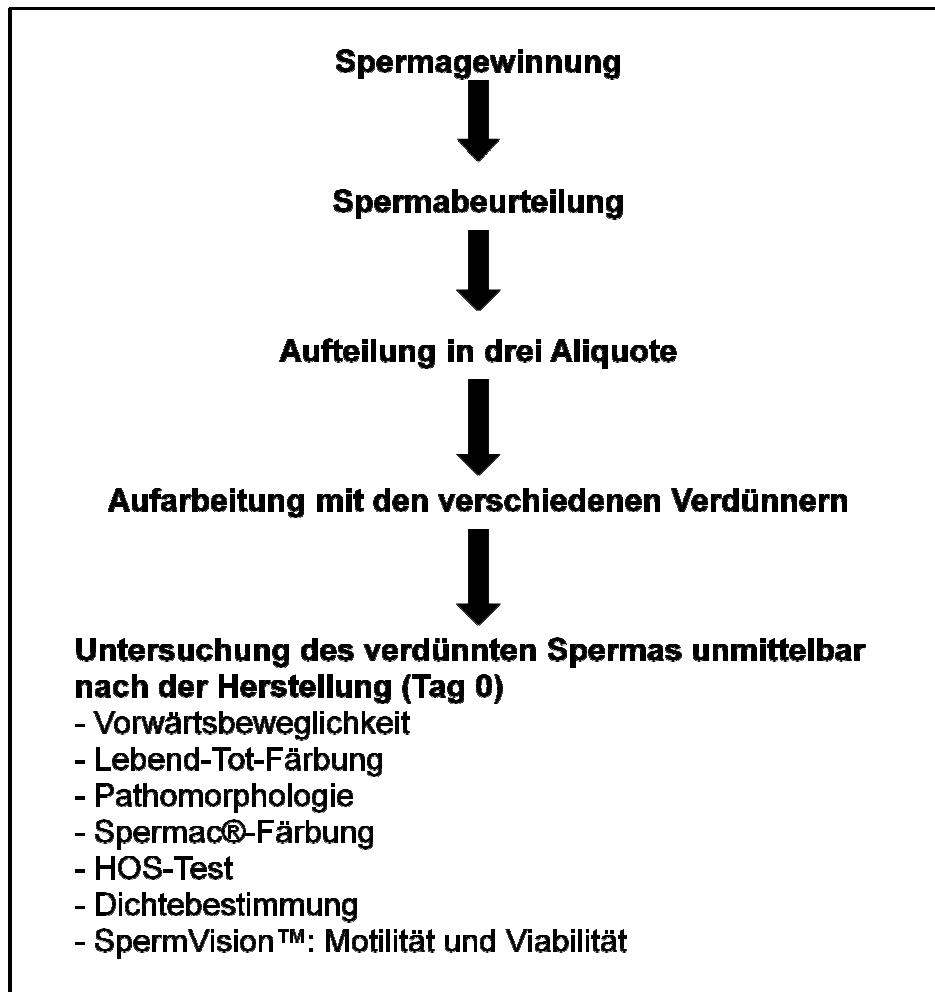 Spermagewinnung
Spermabeurteilung
Aufteilung in drei Aliquote
Aufarbeitung mit den verschiedenen Verdünnern
Untersuchung des verdünnten Spermas unmittelbar
nach der Herstellung (Tag 0)
- Vorwärtsbeweglichkeit
- Lebend-Tot-Färbung
- Pathomorphologie
- Spermac®-Färbung
- HOS-Test
- Dichtebestimmung
- SpermVision™: Motilität und Viabilität